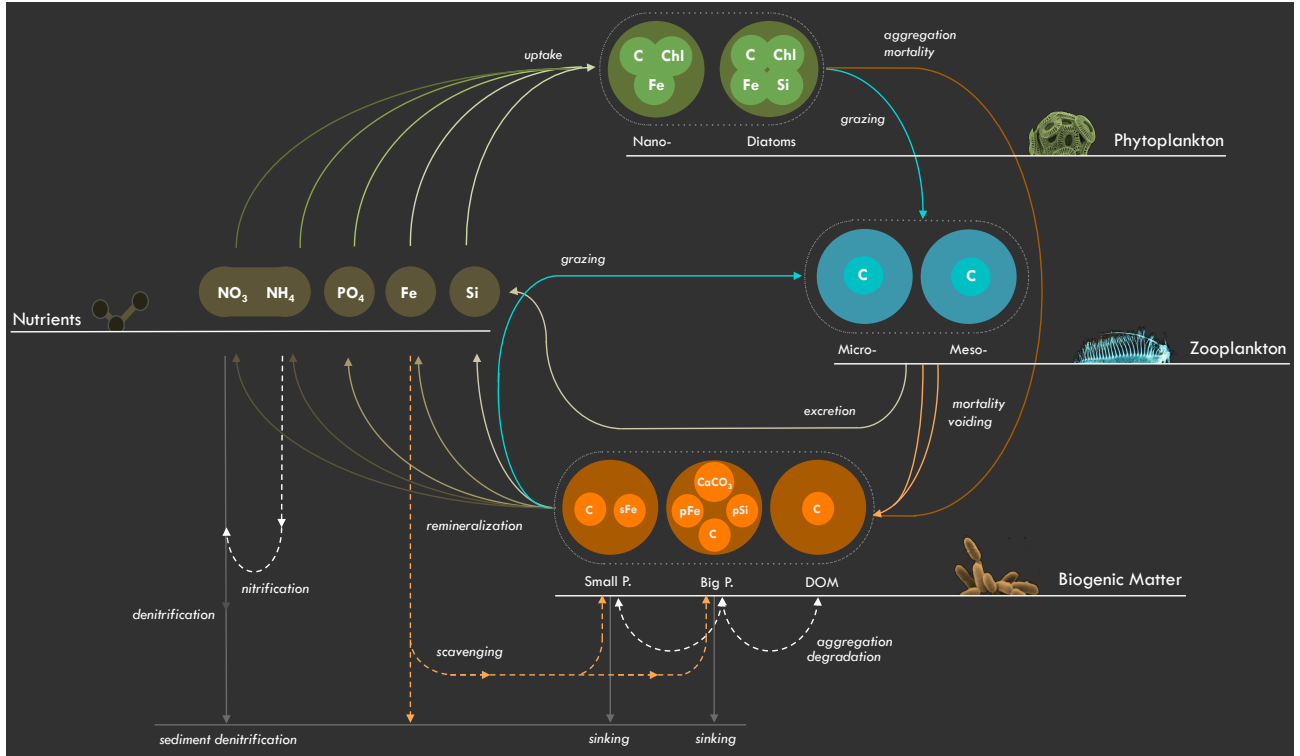 aggregation
mortality
uptake
C Chl
Fe
C Chl
Fe Si
grazing
Nano-
Diatoms
Phytoplankton
grazing
NO3 NH4
PO4
Fe
Si
C
C
Nutrients
Micro-
Meso-
Zooplankton
excretion
mortality
voiding
C sFe
CaCO3
pFe pSi
C
C
remineralization
nitrification
Small P.
Big P.
DOM
Biogenic Matter
denitrification
scavenging
aggregation
degradation
sediment denitrification
sinking
sinking